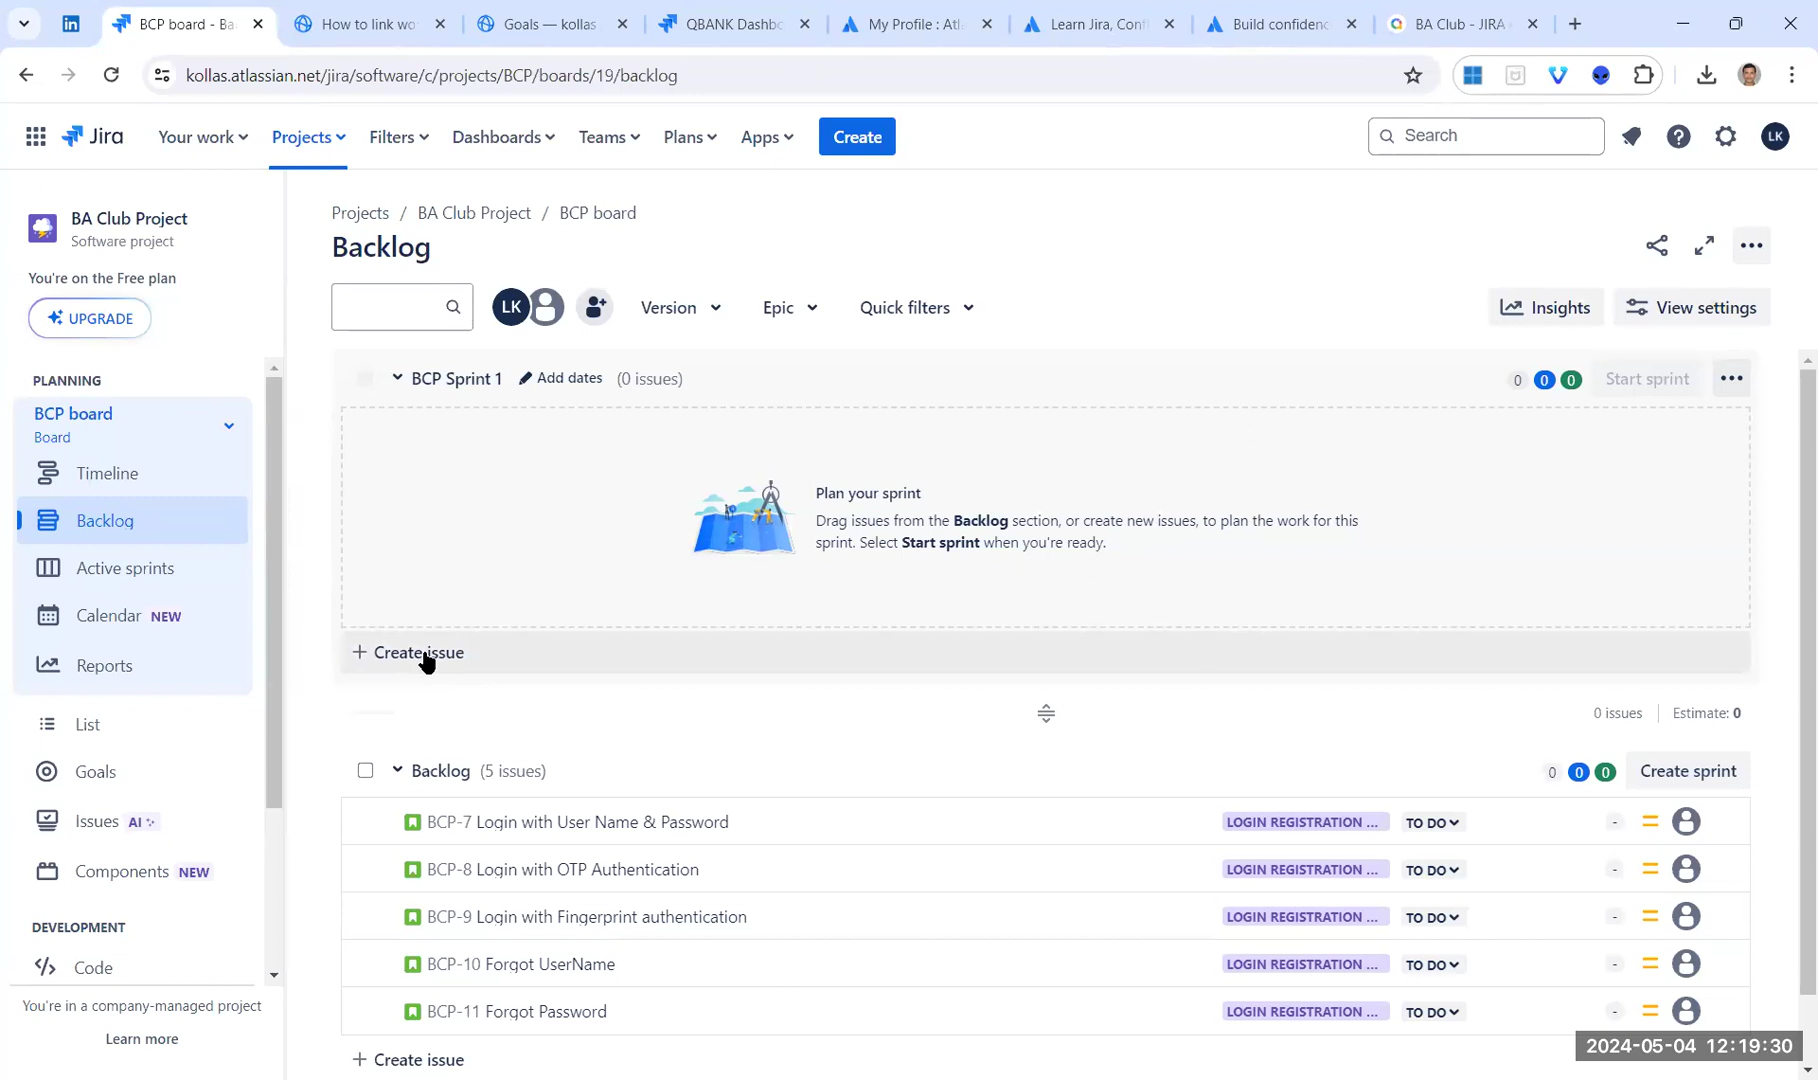 BCP board - Ba
How to link wo
Goals — kollas
QBANK Dashb
My Profile : Atl
Learn Jira, Conf
Build confidenc
BA Club - JIRA
kollas.atlassian.net/jira/software/c/projects/BCP/boards/19/backlog
Jira
Your work
Projects
Filters
Dashboards
Teams
Plans
Apps
Create
Search
LK
BA Club Project
Software project
You're on the Free plan
UPGRADE
PLANNING
BCP board
Board
Timeline
Backlog
Active sprints
Calendar NEW
Reports
List
Goals
Issues AI
Components NEW
DEVELOPMENT
Code
You're in a company-managed project
Learn more
Projects / BA Club Project / BCP board
Backlog
LK
Version
Epic
Quick filters
Insights
View settings
BCP Sprint 1 Add dates (0 issues)
0 0 0 Start sprint
Plan your sprint
Drag issues from the Backlog section, or create new issues, to plan the work for this
sprint. Select Start sprint when you're ready.
+ Create issue
0 issues Estimate: 0
Backlog (5 issues)
0 0 0 Create sprint
BCP-7 Login with User Name & Password LOGIN REGISTRATION ... TO DO -
BCP-8 Login with OTP Authentication LOGIN REGISTRATION ... TO DO -
BCP-9 Login with Fingerprint authentication LOGIN REGISTRATION ... TO DO -
BCP-10 Forgot UserName LOGIN REGISTRATION ... TO DO -
BCP-11 Forgot Password LOGIN REGISTRATION ... TO DO -
+ Create issue
2024-05-04 12:19:30